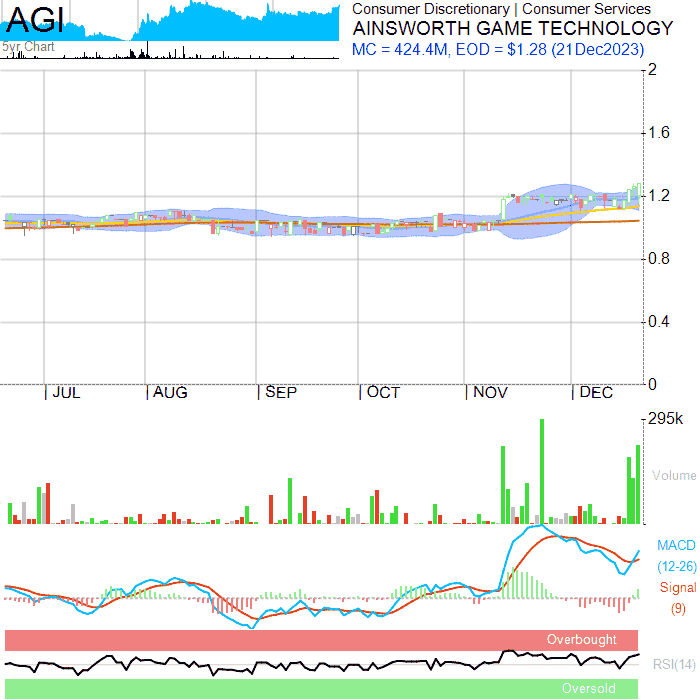 AGI
5yr Chart
Consumer Discretionary | Consumer Services
AINSWORTH GAME TECHNOLOGY
MC = 424.4M, EOD = $1.28 (21Dec2023)
2
1.6
1.2
0.8
0.4
0
JUL AUG SEP OCT NOV DEC
295k
Volume
MACD
(12-26)
Signal
(9)
Overbought
RSI(14)
Oversold